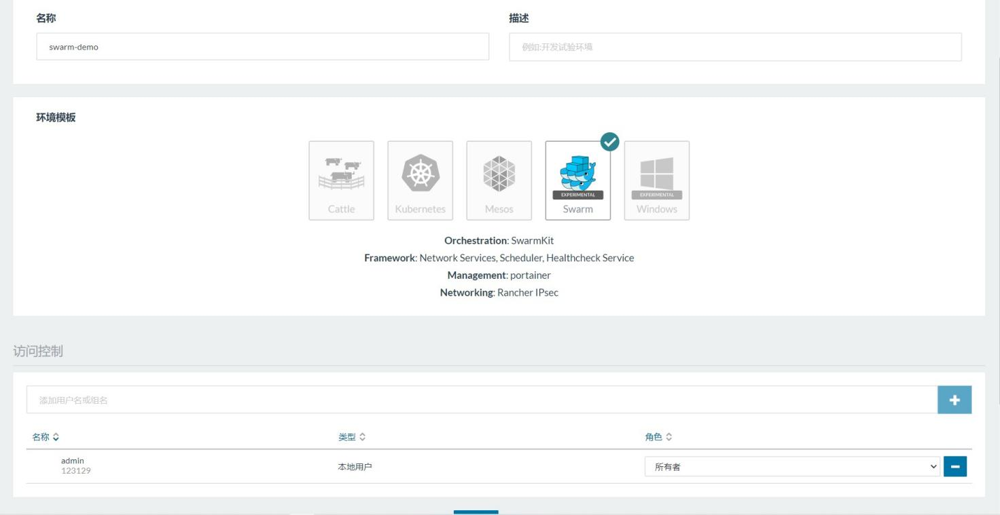 名称
描述
swarm-demo
例如:开发试验环境
环境模板
EXPERIMENTAL
EXPERIMENTAL
Cattle
Kubernetes
Mesos
Swarm
Windows
Orchestration: SwarmKit
Framework: Network Services, Scheduler, Healthcheck Service
Management: portainer
Networking: Rancher IPsec
访问控制
添加用户名或组名
名称
类型
角色
admin
123129
本地用户
所有者